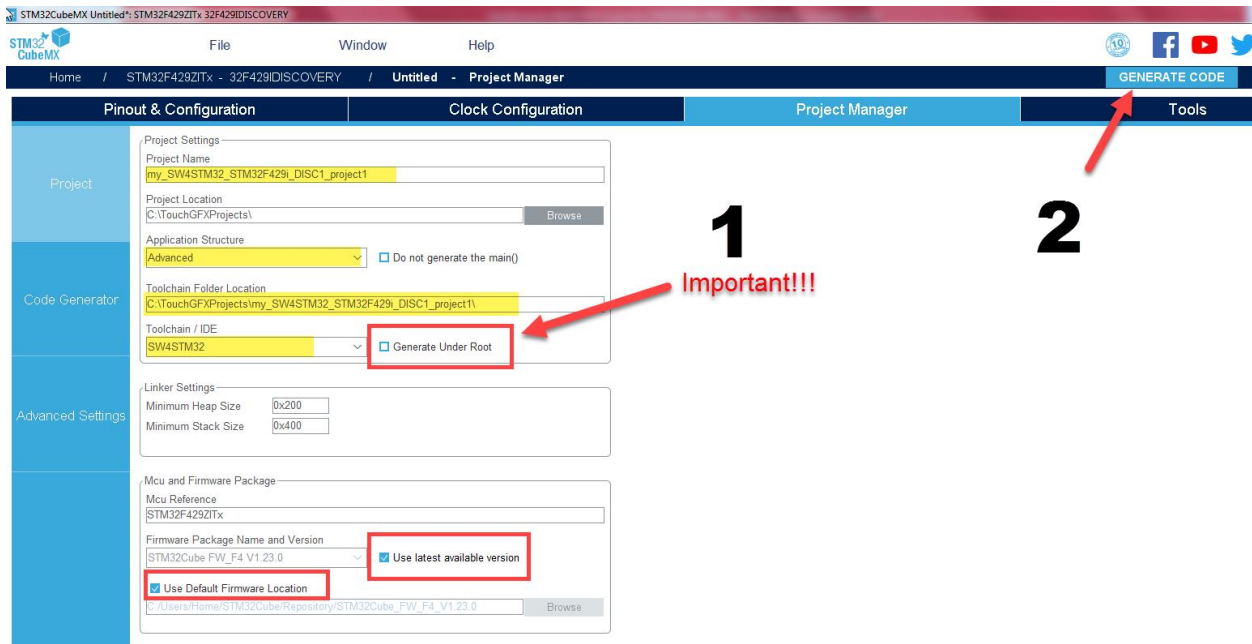 STM32CubeMX Untitled*: STM32F429ZITx 32F429IDISCOVERY
STM32
CubeMX
File Window Help
10
Home / STM32F429ZITx - 32F429IDISCOVERY / Untitled - Project Manager
GENERATE CODE
Pinout & Configuration Clock Configuration Project Manager Tools
Project
Code Generator
Advanced Settings
Project Settings
Project Name
my_SW4STM32_STM32F429i_DISC1_project1
Project Location
C:\TouchGFXProjects\ Browse
Application Structure
Advanced Do not generate the main()
Toolchain Folder Location
C:\TouchGFXProjects\my_SW4STM32_STM32F429i_DISC1_project1\
Toolchain / IDE
SW4STM32 Generate Under Root
Linker Settings
Minimum Heap Size 0x200
Minimum Stack Size 0x400
Mcu and Firmware Package
Mcu Reference
STM32F429ZITx
Firmware Package Name and Version
STM32Cube FW_F4 V1.23.0 Use latest available version
Use Default Firmware Location
C:/Users/Home/STM32Cube/Repository/STM32Cube_FW_F4_V1.23.0 Browse
1
Important!!!
2